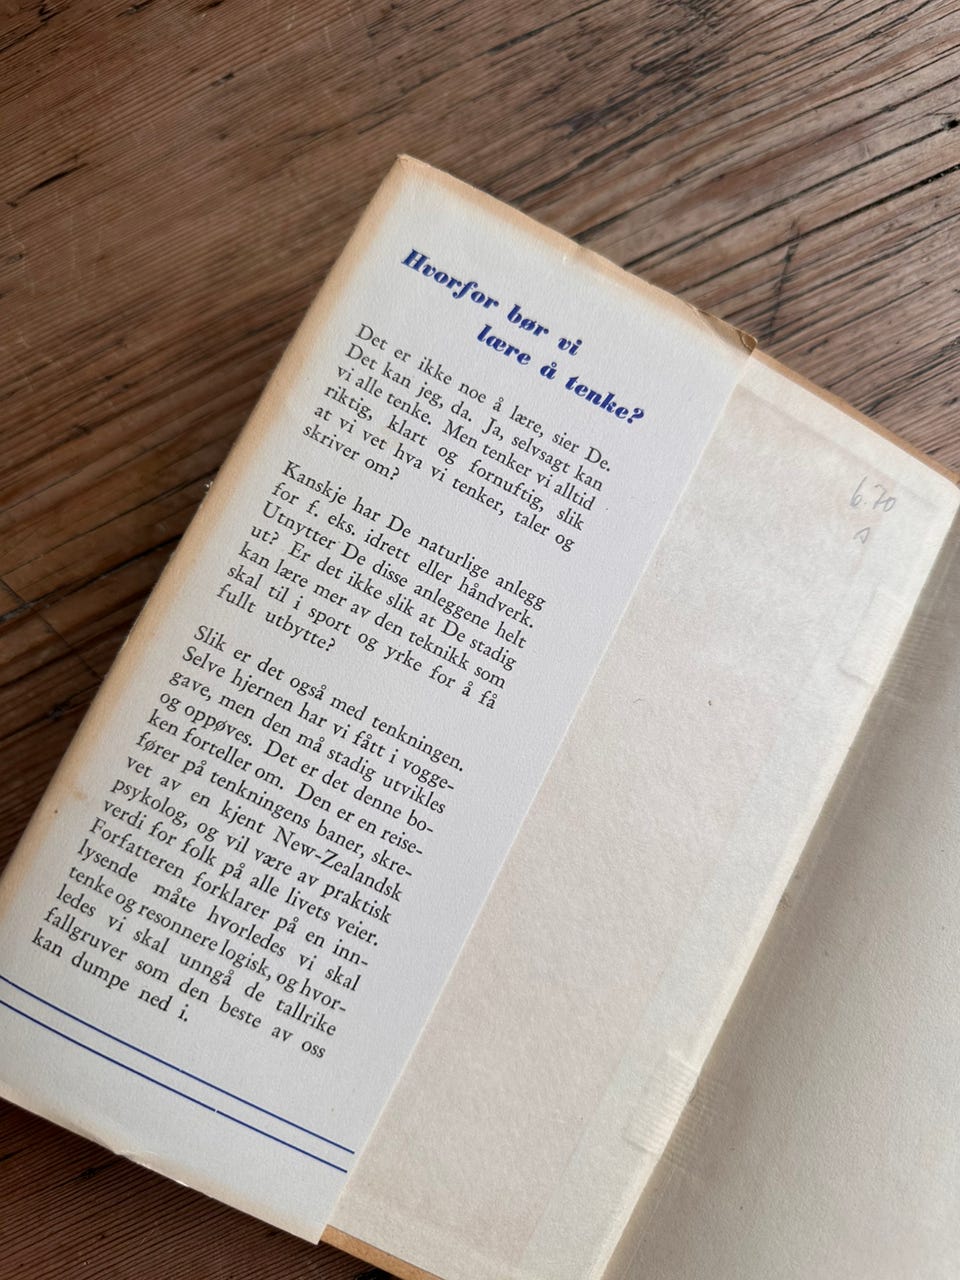 Hvorfor bør vi
lære å tenke?
Det er ikke noe å lære, sier De.
Det kan jeg, da. Ja, selvsagt kan
vi alle tenke. Men tenker vi alltid
riktig, klart og fornuftig, slik
at vi vet hva vi tenker, taler og
skriver om?
Kanskje har De naturlige anlegg
for f. eks. idrett eller håndverk.
Utnytter De disse anleggene helt
ut? Er det ikke slik at De stadig
kan lære mer av den teknikk som
skal til i sport og yrke for å få
fullt utbytte?
Slik er det også med tenkningen.
Selve hjernen har vi fått i vogge-
gave, men den må stadig utvikles
og oppøves. Det er det denne bo-
ken forteller om. Den er en reise-
fører på tenkningens baner, skre-
vet av en kjent New-Zealandsk
psykolog, og vil være av praktisk
verdi for folk på alle livets veier.
Forfatteren forklarer på en inn-
lysende måte hvorledes vi skal
tenke og resonnere logisk, og hvor-
ledes vi skal unngå de tallrike
fallgruver som den beste av oss
kan dumpe ned i.
6.70